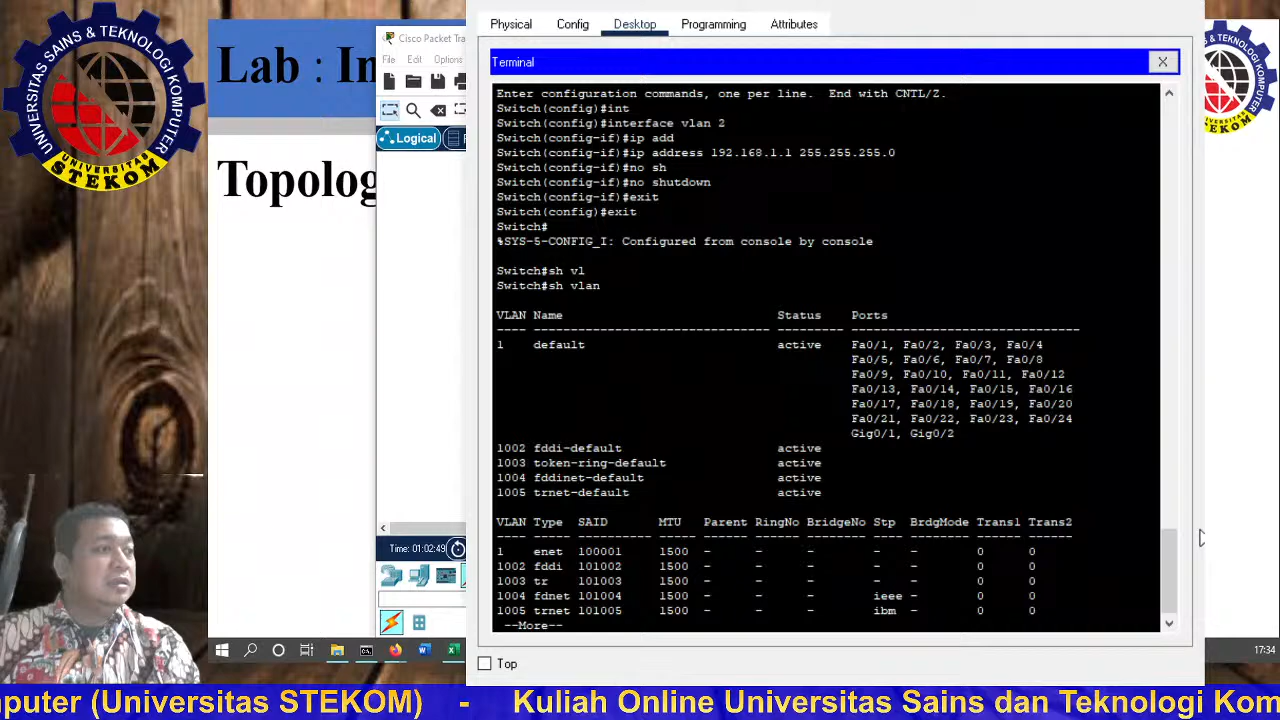 UNIVERSITAS SAINS & TEKNOLOGI KOMPUTER
STEKOM
Lab : In
Topolog
Cisco Packet Tra
File Edit Options
Logical
Time: 01:02:49
Physical Config Desktop Programming Attributes
Terminal X
Enter configuration commands, one per line. End with CNTL/Z.
Switch(config)#int
Switch(config)#interface vlan 2
Switch(config-if)#ip add
Switch(config-if)#ip address 192.168.1.1 255.255.255.0
Switch(config-if)#no sh
Switch(config-if)#no shutdown
Switch(config-if)#exit
Switch(config)#exit
Switch#
%SYS-5-CONFIG_I: Configured from console by console
Switch#sh vl
Switch#sh vlan
VLAN Name Status Ports
---- -------------------------------- --------- -------------------------------
1 default active Fa0/1, Fa0/2, Fa0/3, Fa0/4
Fa0/5, Fa0/6, Fa0/7, Fa0/8
Fa0/9, Fa0/10, Fa0/11, Fa0/12
Fa0/13, Fa0/14, Fa0/15, Fa0/16
Fa0/17, Fa0/18, Fa0/19, Fa0/20
Fa0/21, Fa0/22, Fa0/23, Fa0/24
Gig0/1, Gig0/2
1002 fddi-default active
1003 token-ring-default active
1004 fddinet-default active
1005 trnet-default active
VLAN Type SAID MTU Parent RingNo BridgeNo Stp BrdgMode Trans1 Trans2
---- ----- ---------- ----- ------ ------ -------- ---- -------- ------ ------
1 enet 100001 1500 - - - - - 0 0
1002 fddi 101002 1500 - - - - - 0 0
1003 tr 101003 1500 - - - - - 0 0
1004 fdnet 101004 1500 - - - ieee - 0 0
1005 trnet 101005 1500 - - - ibm - 0 0
--More--
Top
17:34
STEKOM
puter (Universitas STEKOM) - Kuliah Online Universitas Sains dan Teknologi Kom